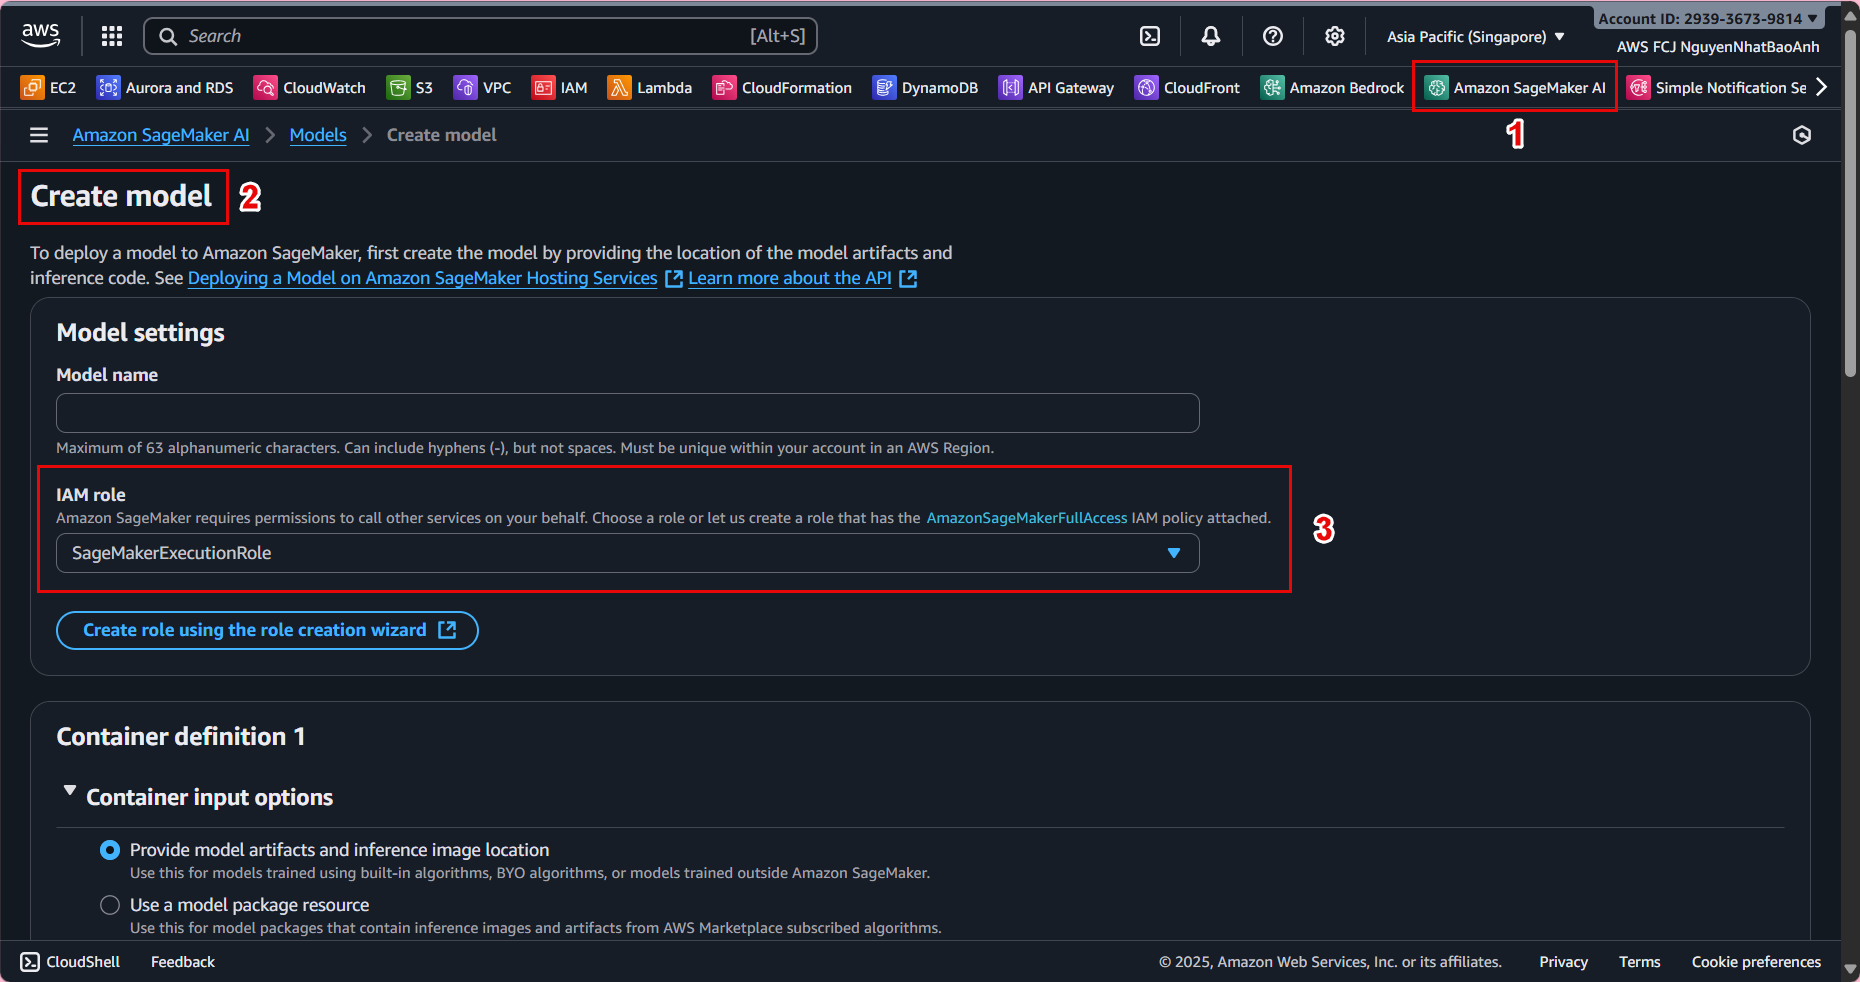 aws
Search [Alt+S]
Asia Pacific (Singapore)
Account ID: 2939-3673-9814
AWS FCJ NguyenNhatBaoAnh
EC2 Aurora and RDS CloudWatch S3 VPC IAM Lambda CloudFormation DynamoDB API Gateway CloudFront Amazon Bedrock Amazon SageMaker AI Simple Notification Se
1
Amazon SageMaker AI Models Create model
Create model
2
To deploy a model to Amazon SageMaker, first create the model by providing the location of the model artifacts and
inference code. See Deploying a Model on Amazon SageMaker Hosting Services Learn more about the API
Model settings
Model name
Maximum of 63 alphanumeric characters. Can include hyphens (-), but not spaces. Must be unique within your account in an AWS Region.
IAM role
Amazon SageMaker requires permissions to call other services on your behalf. Choose a role or let us create a role that has the AmazonSageMakerFullAccess IAM policy attached.
SageMakerExecutionRole
3
Create role using the role creation wizard
Container definition 1
Container input options
Provide model artifacts and inference image location
Use this for models trained using built-in algorithms, BYO algorithms, or models trained outside Amazon SageMaker.
Use a model package resource
Use this for model packages that contain inference images and artifacts from AWS Marketplace subscribed algorithms.
CloudShell Feedback © 2025, Amazon Web Services, Inc. or its affiliates. Privacy Terms Cookie preferences